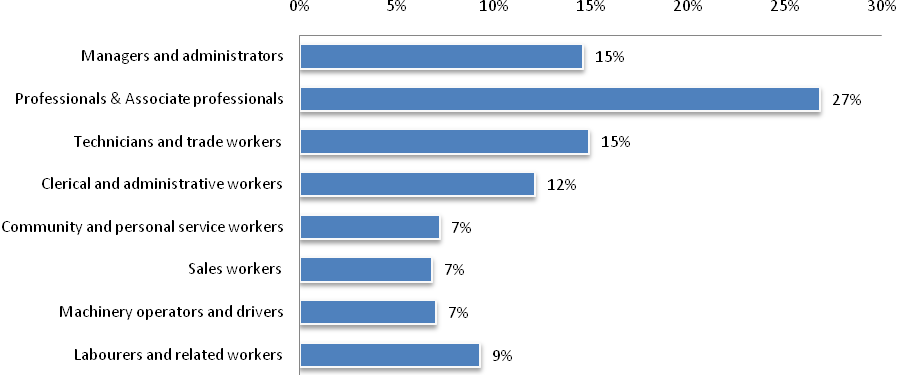 0% 5% 10% 15% 20% 25% 30%
Managers and administrators 15%
Professionals & Associate professionals 27%
Technicians and trade workers 15%
Clerical and administrative workers 12%
Community and personal service workers 7%
Sales workers 7%
Machinery operators and drivers 7%
Labourers and related workers 9%